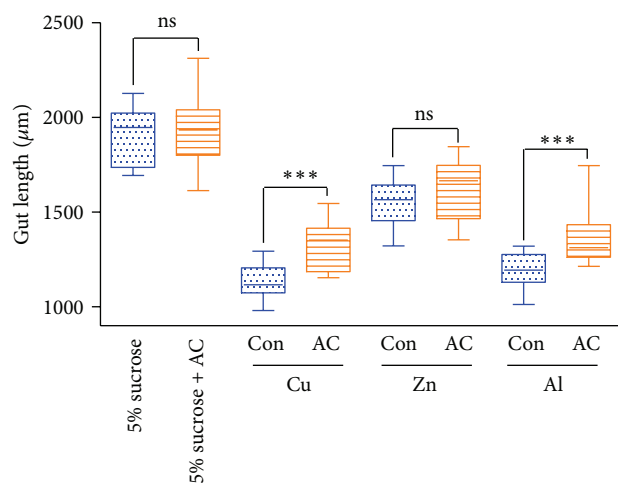 2500
2000
1500
1000
Gut length (μm)
ns
***
ns
***
5% sucrose
5% sucrose + AC
Con AC Con AC Con AC
Cu Zn Al